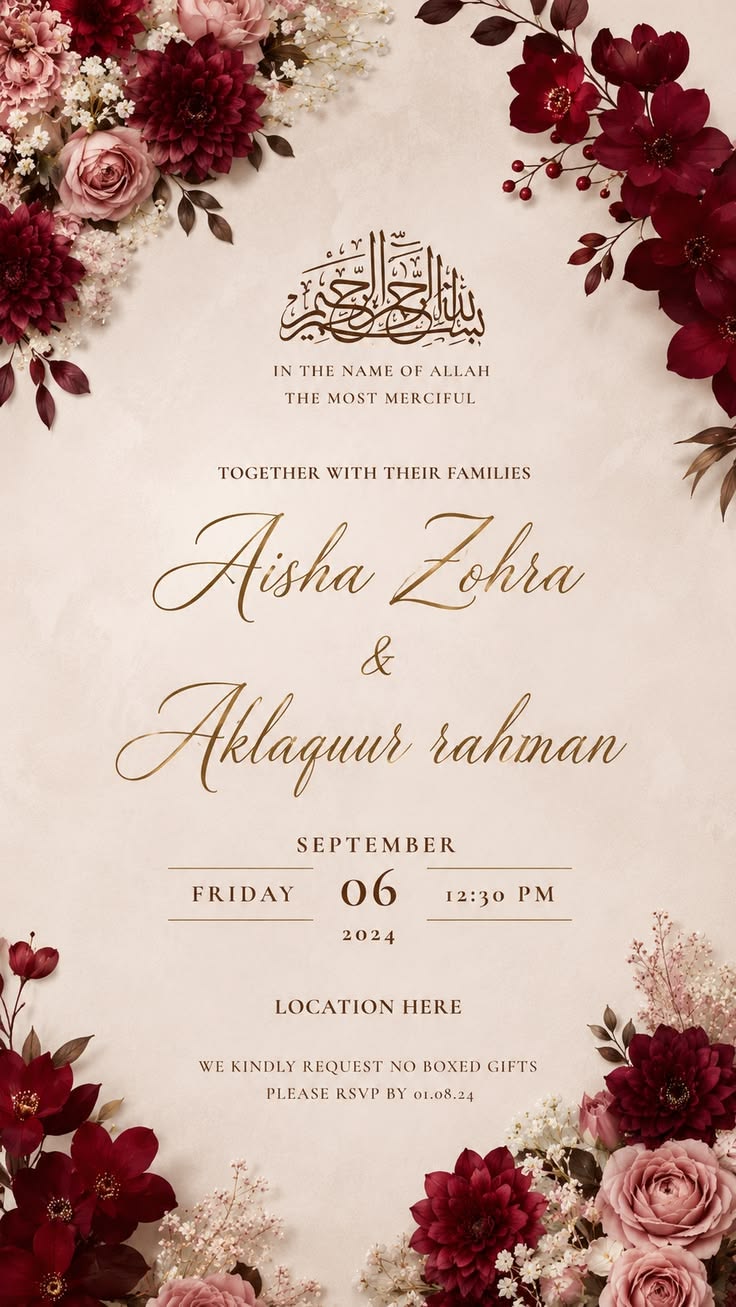 بسم الله الرحمن الرحيم
IN THE NAME OF ALLAH
THE MOST MERCIFUL
TOGETHER WITH THEIR FAMILIES
Aisha Zohra
&
Aklaquur rahman
SEPTEMBER
FRIDAY 06 12:30 PM
2024
LOCATION HERE
WE KINDLY REQUEST NO BOXED GIFTS
PLEASE RSVP BY 01.08.24